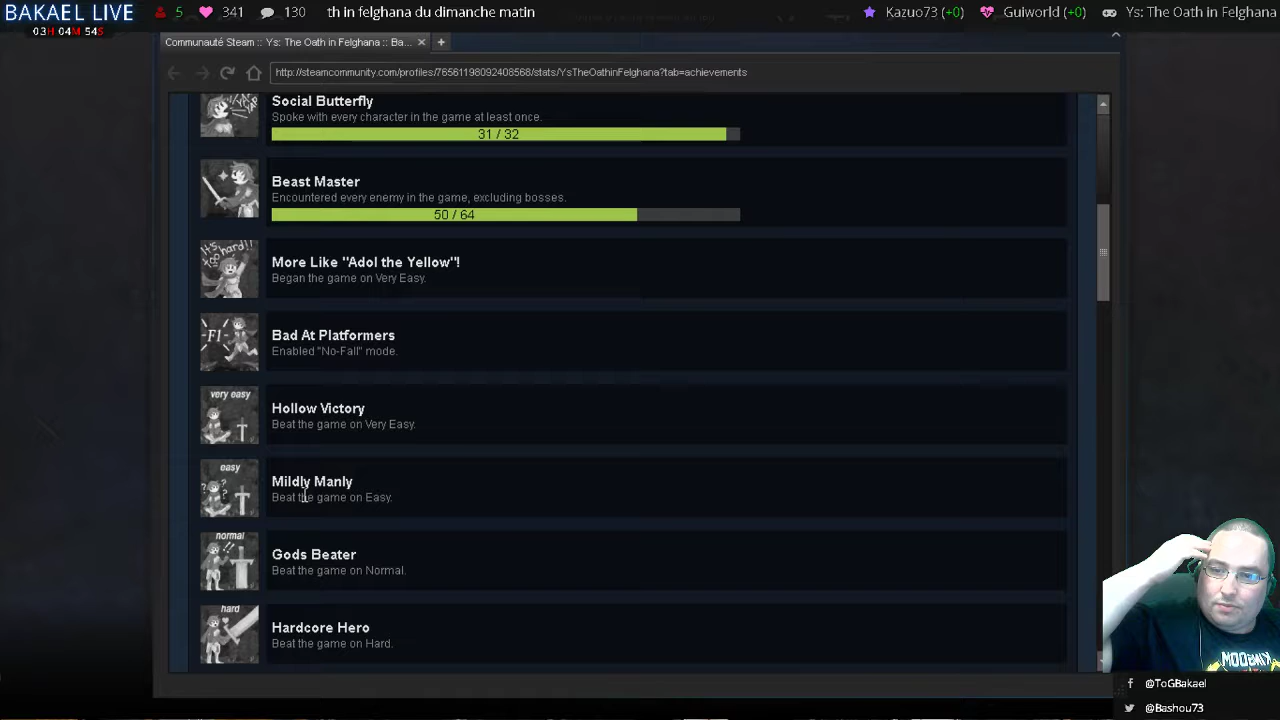 BAKAEL LIVE
03H 04M 54S
5 341 130 th in felghana du dimanche matin Kazuo73 (+0) Guiworld (+0) Ys: The Oath in Felghana
Communauté Steam :: Ys: The Oath in Felghana :: Ba...
http://steamcommunity.com/profiles/76561198092408568/stats/YsTheOathinFelghana?tab=achievements
Social Butterfly
Spoke with every character in the game at least once.
31 / 32
Beast Master
Encountered every enemy in the game, excluding bosses.
50 / 64
It's too hard!!
More Like "Adol the Yellow"!
Began the game on Very Easy.
-F1-
Bad At Platformers
Enabled "No-Fall" mode.
very easy
Hollow Victory
Beat the game on Very Easy.
easy
Mildly Manly
Beat the game on Easy.
normal
Gods Beater
Beat the game on Normal.
hard
Hardcore Hero
Beat the game on Hard.
@ToGBakael
@Bashou73